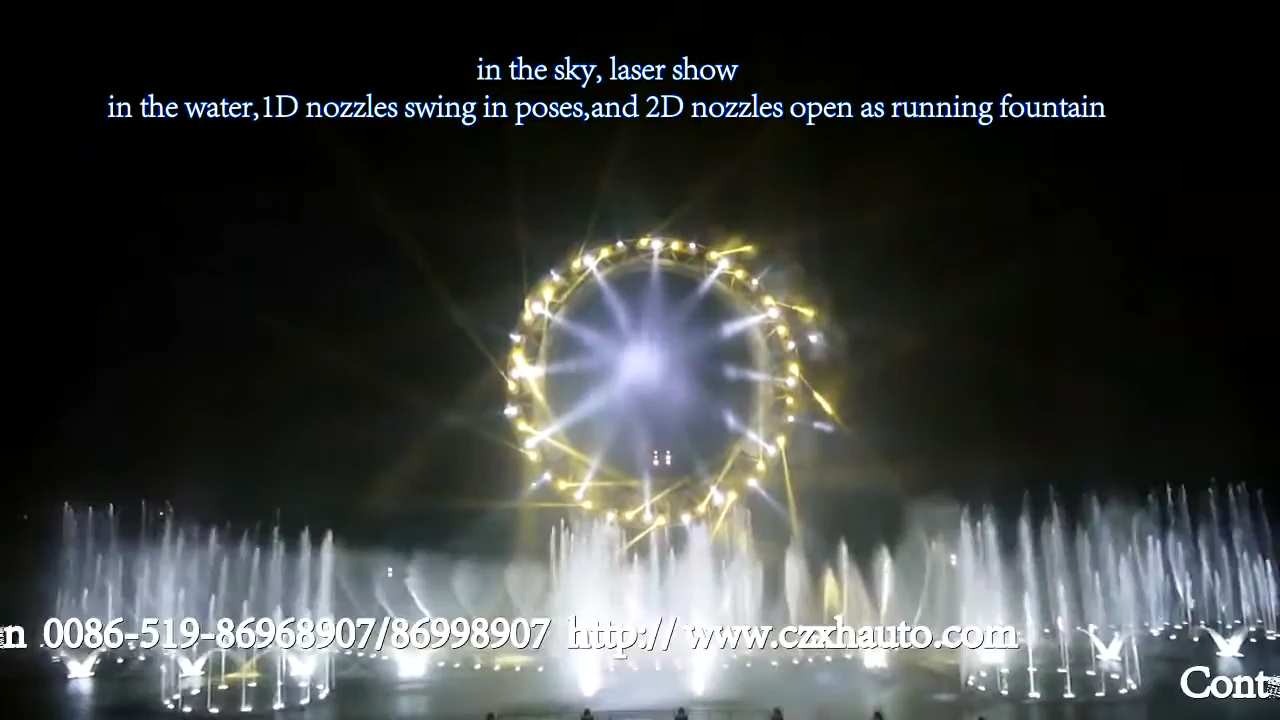 in the sky, laser show
in the water,1D nozzles swing in poses,and 2D nozzles open as running fountain
n 0086-519-86968907/86998907 http://www.czxhauto.com
Cont